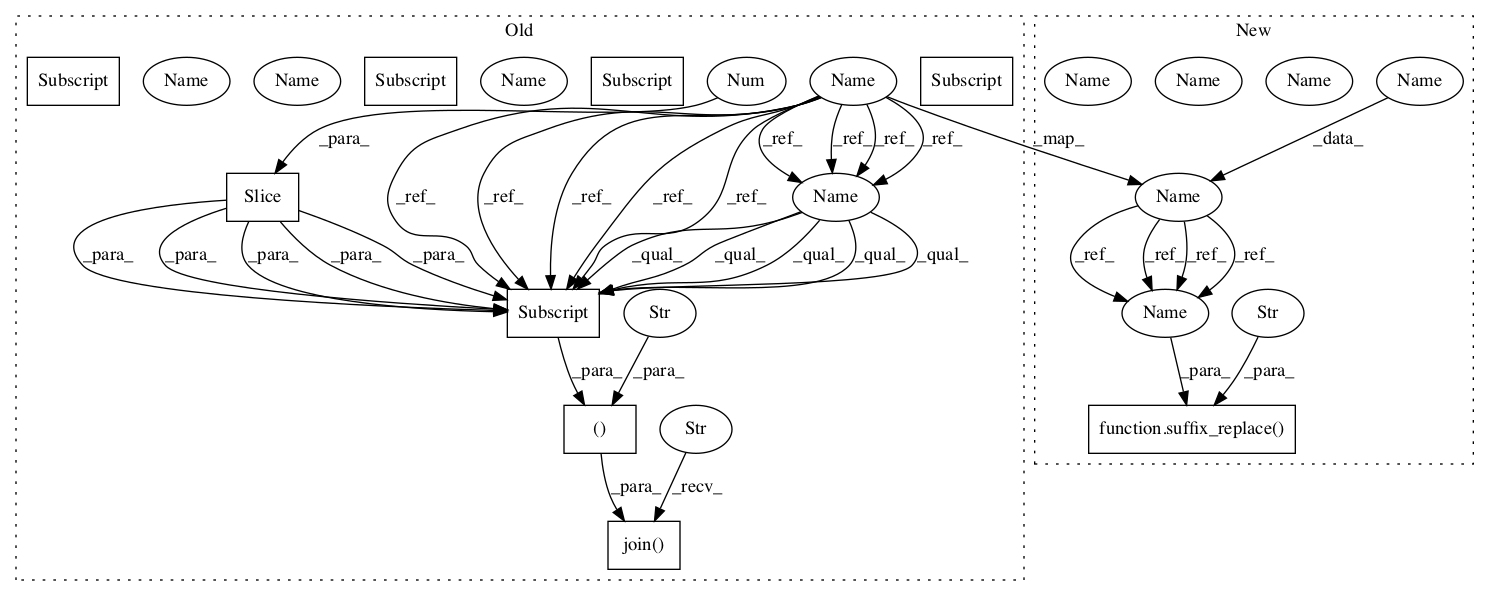 Old
New
Subscript
Name
Name
Subscript
Name
Subscript
Num
Name
Subscript
Name
Name
Name
Name
_para_
_ref_
_ref_
_ref_
_ref_
_map_
_data_
Slice
_ref_
_ref_
_ref_
_ref_
_ref_
Name
Name
_para_
_para_
_para_
_para_
_para_
_qual_
_qual_
_qual_
_qual_
_qual_
_ref_
_ref_
_ref_
_ref_
Subscript
Str
Name
Str
_para_
_para_
_para_
_para_
()
Str
function.suffix_replace()
_para_
_recv_
join()